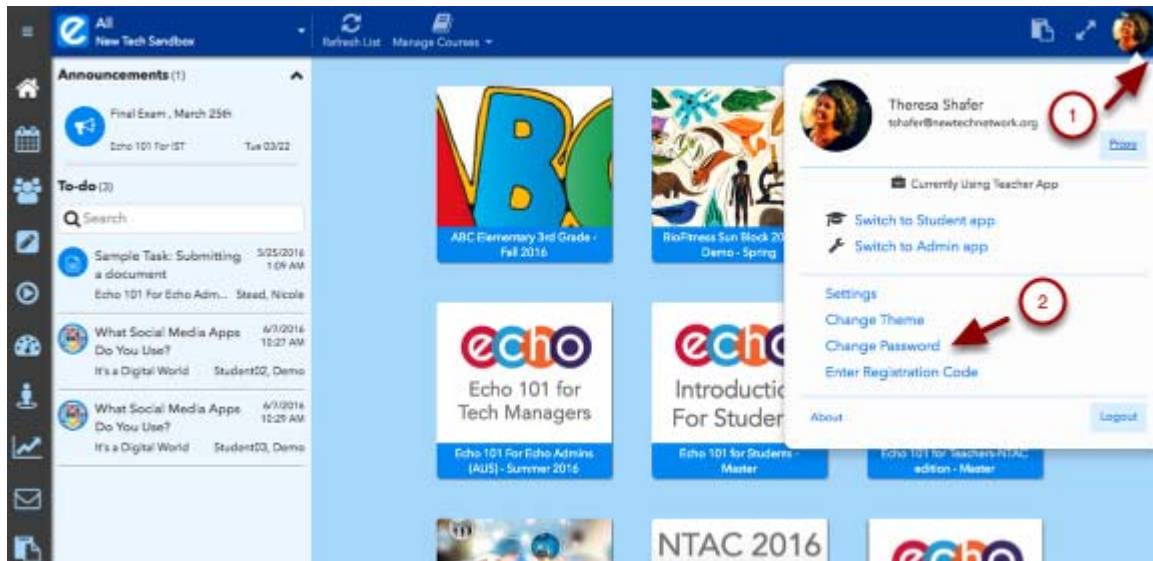 All
New Tech Sandbox
Refresh List
Manage Courses
Announcements (1)
Final Exam , March 25th
Echo 101 For IST
Tue 03/22
To-do (3)
Search
Sample Task: Submitting a document
5/25/2016
1:09 AM
Echo 101 For Echo Adm...
Stead, Nicole
What Social Media Apps Do You Use?
6/7/2016
10:27 AM
It's a Digital World
Student02, Demo
What Social Media Apps Do You Use?
6/7/2016
10:29 AM
It's a Digital World
Student03, Demo
ABC
ABC Elementary 3rd Grade -
Fall 2016
BioFitness Sun Block 20
Demo - Spring
echo
Echo 101 for
Tech Managers
Echo 101 For Echo Admins
(AUS) - Summer 2016
echo
Introductio
For Studen
Echo 101 for Students -
Master
Echo 101 for Teachers-NTAC
edition - Master
NTAC 2016
echo
Theresa Shafer
tshafer@newtechnetwork.org
1
Proxy
Currently Using Teacher App
Switch to Student app
Switch to Admin app
Settings
2
Change Theme
Change Password
Enter Registration Code
About
Logout